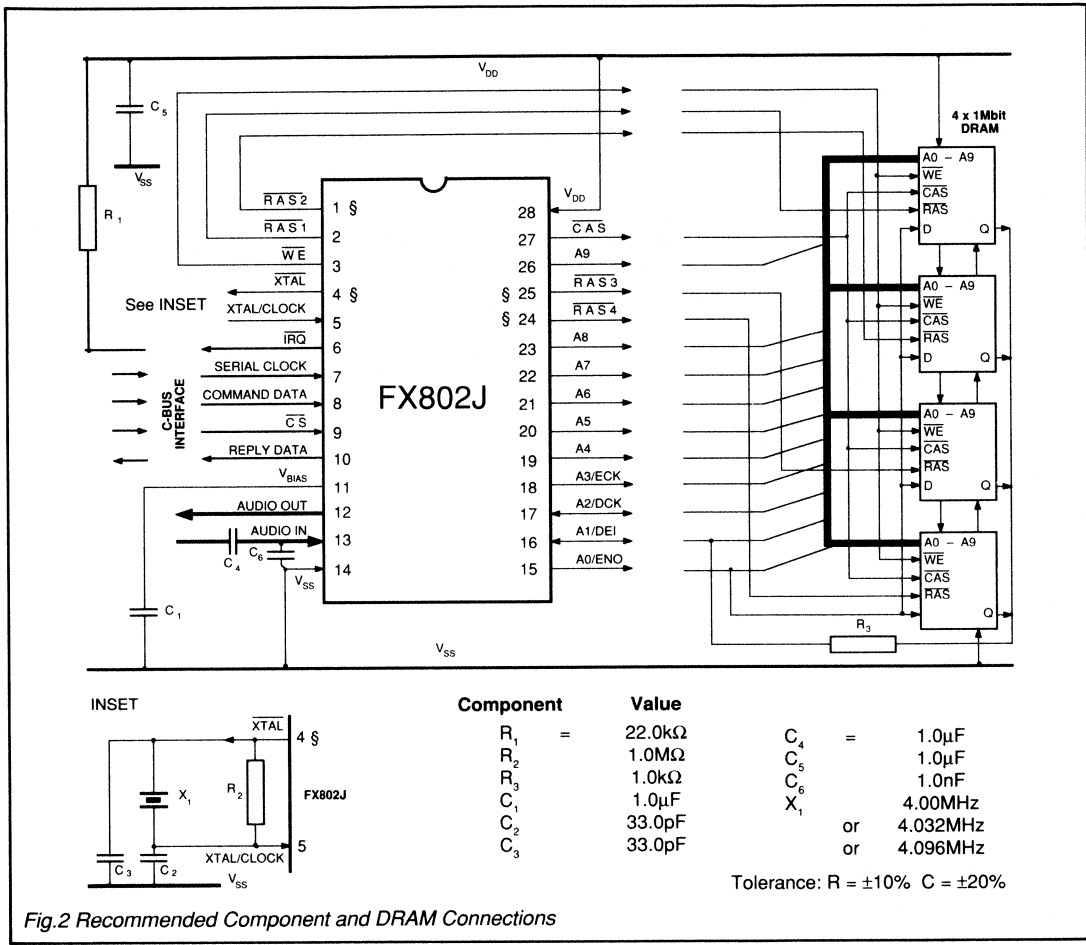 V_DD
C_5
V_SS
R_1
4 x 1Mbit
DRAM
RAS2
1 §
RAS1
2
WE
3
XTAL
4 §
See INSET
XTAL/CLOCK
5
IRQ
6
SERIAL CLOCK
7
COMMAND DATA
8
CS
9
REPLY DATA
10
C-BUS
INTERFACE
V_BIAS
11
AUDIO OUT
12
AUDIO IN
13
C_4
C_6
V_SS
14
C_1
V_SS
FX802J
V_DD
28
CAS
27
A9
26
RAS3
§ 25
RAS4
§ 24
A8
23
A7
22
A6
21
A5
20
A4
19
A3/ECK
18
A2/DCK
17
A1/DEI
16
A0/ENO
15
R_3
A0 – A9
WE
CAS
RAS
D Q
A0 – A9
WE
CAS
RAS
D Q
A0 – A9
WE
CAS
RAS
D Q
A0 – A9
WE
CAS
RAS
Q
INSET
XTAL
4 §
X_1
R_2
FX802J
5
XTAL/CLOCK
C_3 C_2
V_SS
Component Value
R_1 = 22.0kΩ
R_2 1.0MΩ
R_3 1.0kΩ
C_1 1.0µF
C_2 33.0pF
C_3 33.0pF
C_4 = 1.0µF
C_5 1.0µF
C_6 1.0nF
X_1 4.00MHz
or 4.032MHz
or 4.096MHz
Tolerance: R = ±10% C = ±20%
Fig.2 Recommended Component and DRAM Connections